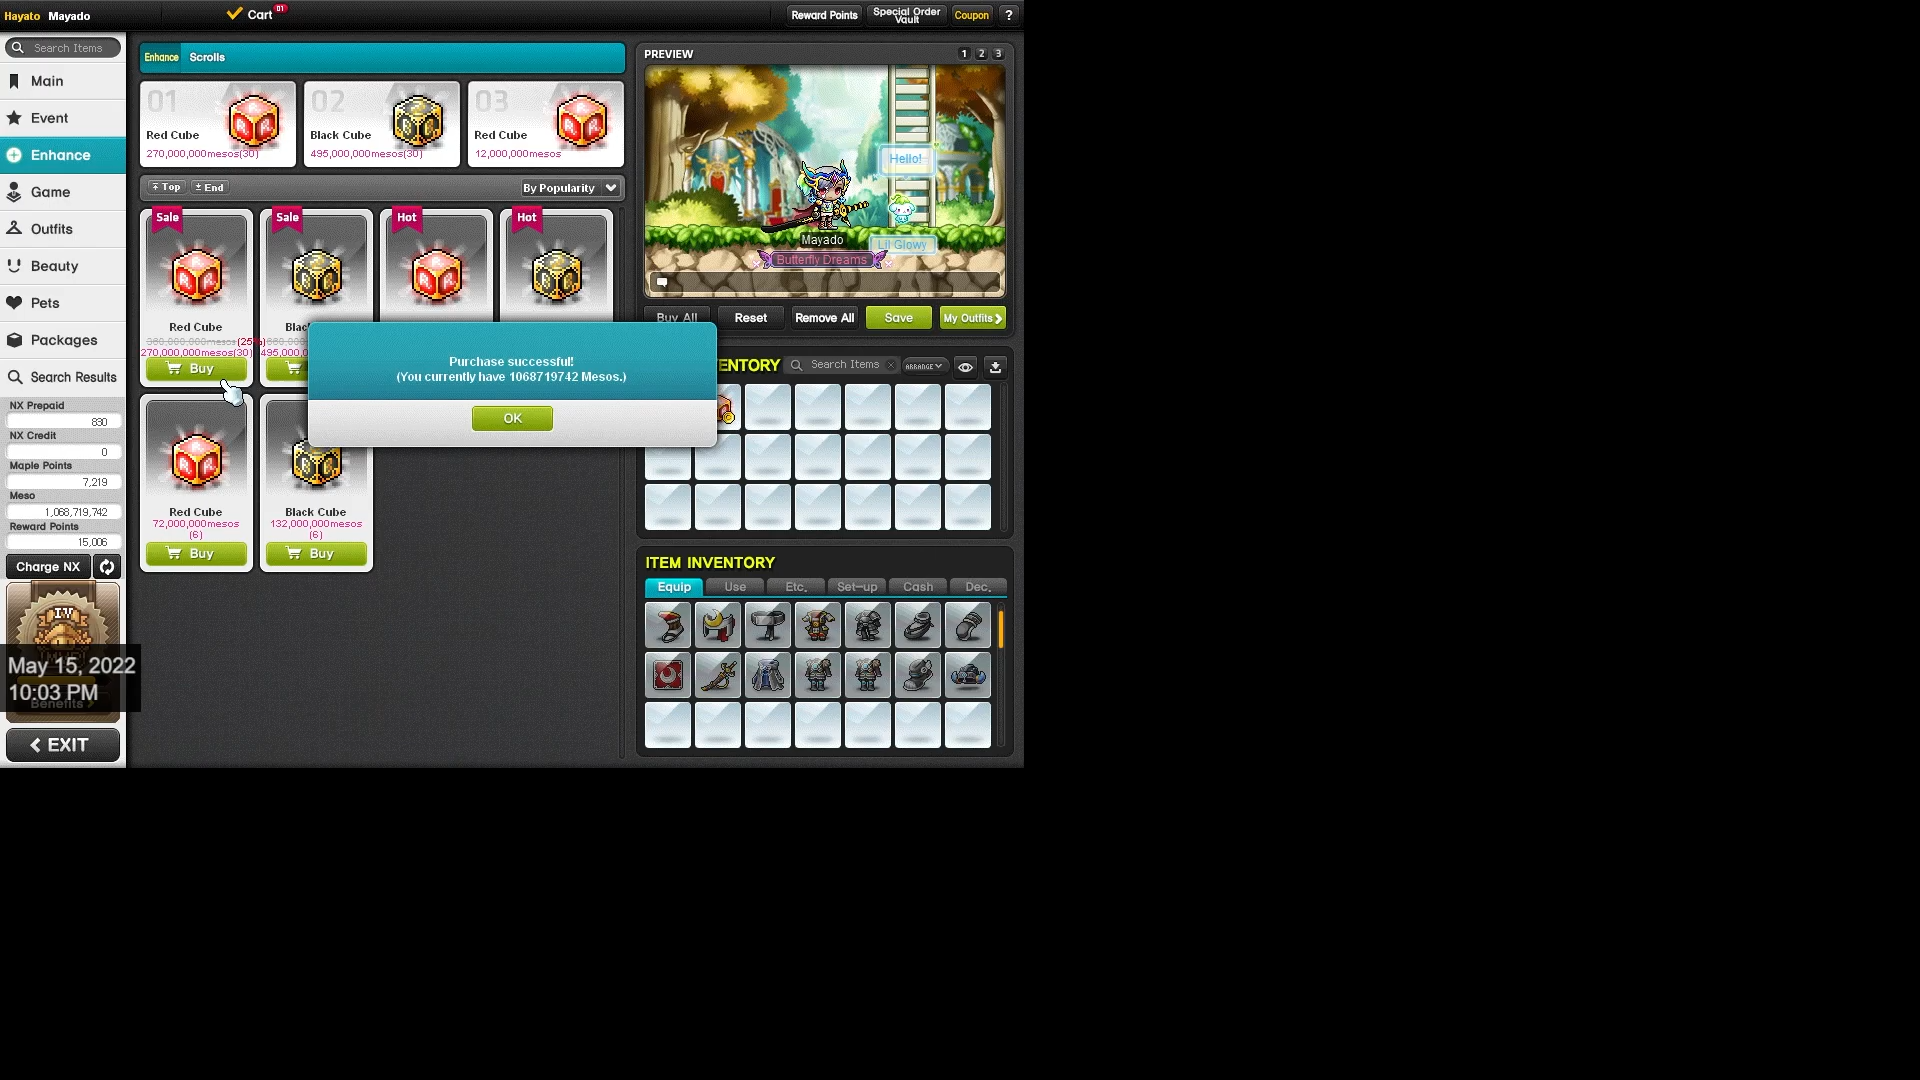 Hayato Mayado
Cart 01
Reward Points
Special Order
Vault
Coupon
?
Search Items
Main
Event
Enhance
Game
Outfits
Beauty
Pets
Packages
Search Results
NX Prepaid
830
NX Credit
0
Maple Points
7,219
Meso
1,068,719,742
Reward Points
15,006
Charge NX
IV
May 15, 2022
10:03 PM
Benefits
EXIT
Enhance Scrolls
01
Red Cube
270,000,000mesos(30)
02
Black Cube
495,000,000mesos(30)
03
Red Cube
12,000,000mesos
Top End
By Popularity
Sale
Red Cube
360,000,000mesos(25%)
270,000,000mesos(30)
Buy
Sale
Hot
Hot
Purchase successful!
(You currently have 1068719742 Mesos.)
OK
Red Cube
72,000,000mesos
(6)
Buy
Black Cube
132,000,000mesos
(6)
Buy
PREVIEW
1 2 3
Hello!
Mayado
Lil Glowy
Butterfly Dreams
Buy All
Reset
Remove All
Save
My Outfits
ENTORY
Search Items
ARRANGE
ITEM INVENTORY
Equip Use Etc. Set-up Cash Dec.